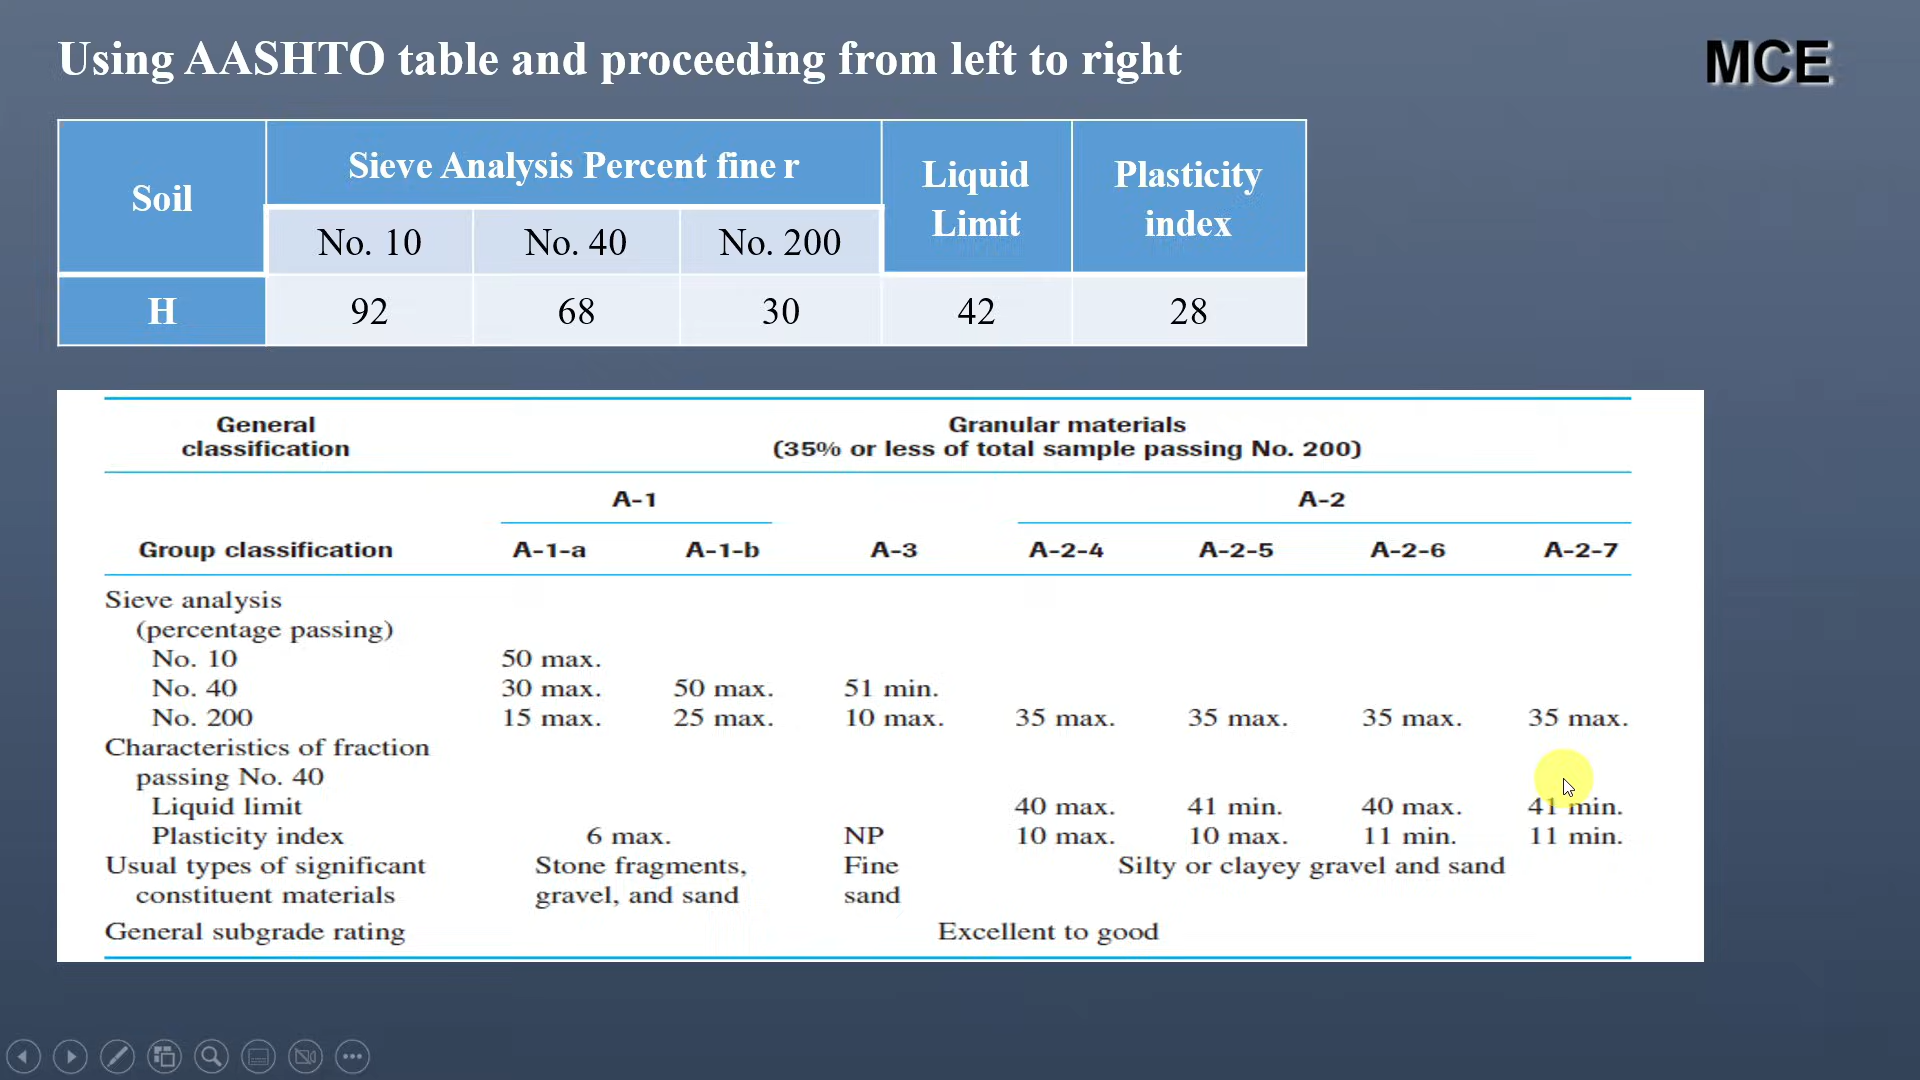 Using AASHTO table and proceeding from left to right
MCE
Soil
Sieve Analysis Percent fine r
Liquid
Limit
Plasticity
index
No. 10 No. 40 No. 200
H 92 68 30 42 28
General
classification
Granular materials
(35% or less of total sample passing No. 200)
A-1 A-2
Group classification A-1-a A-1-b A-3 A-2-4 A-2-5 A-2-6 A-2-7
Sieve analysis
(percentage passing)
No. 10 50 max.
No. 40 30 max. 50 max. 51 min.
No. 200 15 max. 25 max. 10 max. 35 max. 35 max. 35 max. 35 max.
Characteristics of fraction
passing No. 40
Liquid limit 40 max. 41 min. 40 max. 41 min.
Plasticity index 6 max. NP 10 max. 10 max. 11 min. 11 min.
Usual types of significant Stone fragments, Fine Silty or clayey gravel and sand
constituent materials gravel, and sand sand
General subgrade rating Excellent to good